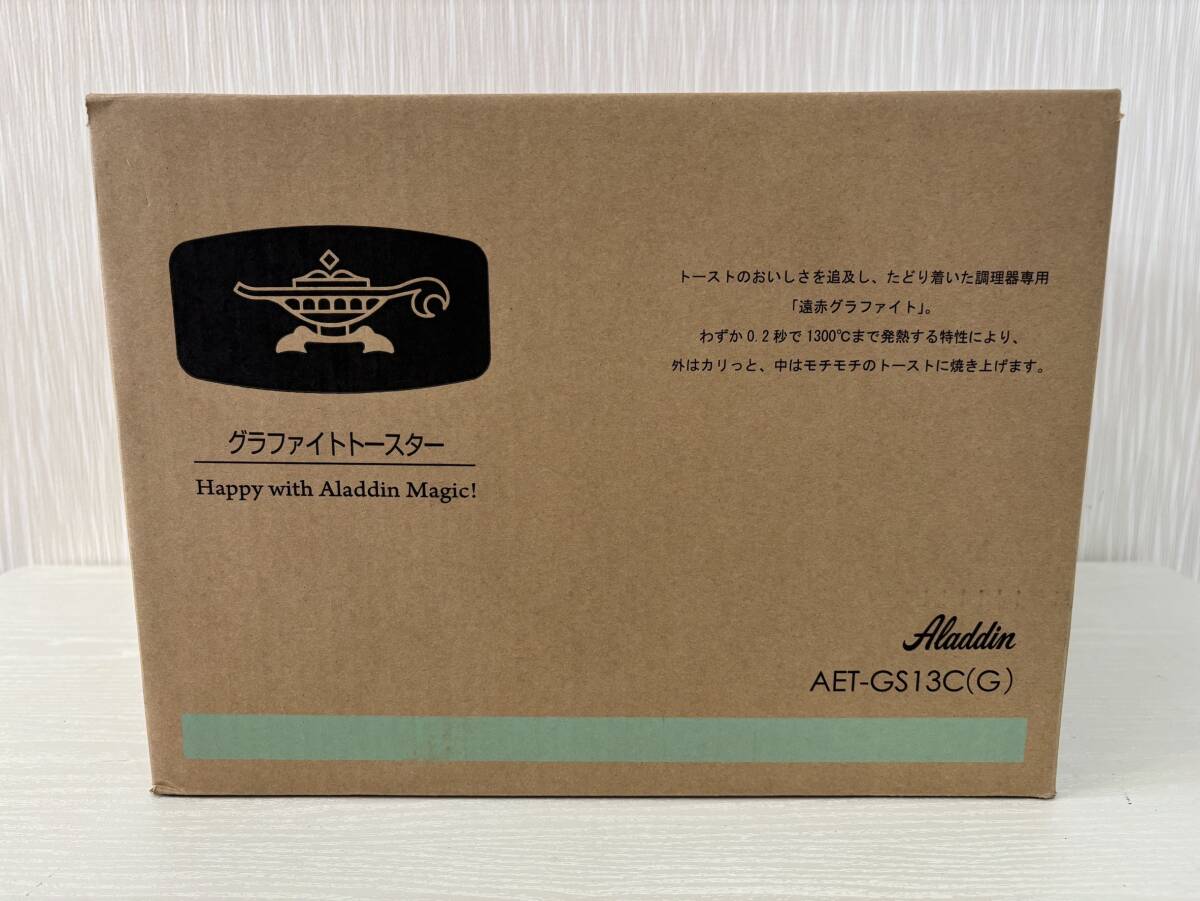 グラファイトトースター
Happy with Aladdin Magic!
トーストのおいしさを追及し、たどり着いた調理器専用
「遠赤グラファイト」。
わずか0.2秒で1300℃まで発熱する特性により、
外はカリっと、中はモチモチのトーストに焼き上げます。
Aladdin
AET-GS13C(G)